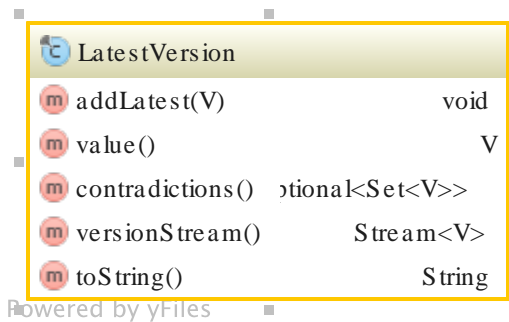 LatestVersion
addLatest(V) void
value() V
contradictions() ptional<Set<V>>
versionStream() Stream<V>
toString() String
Powered by yFiles